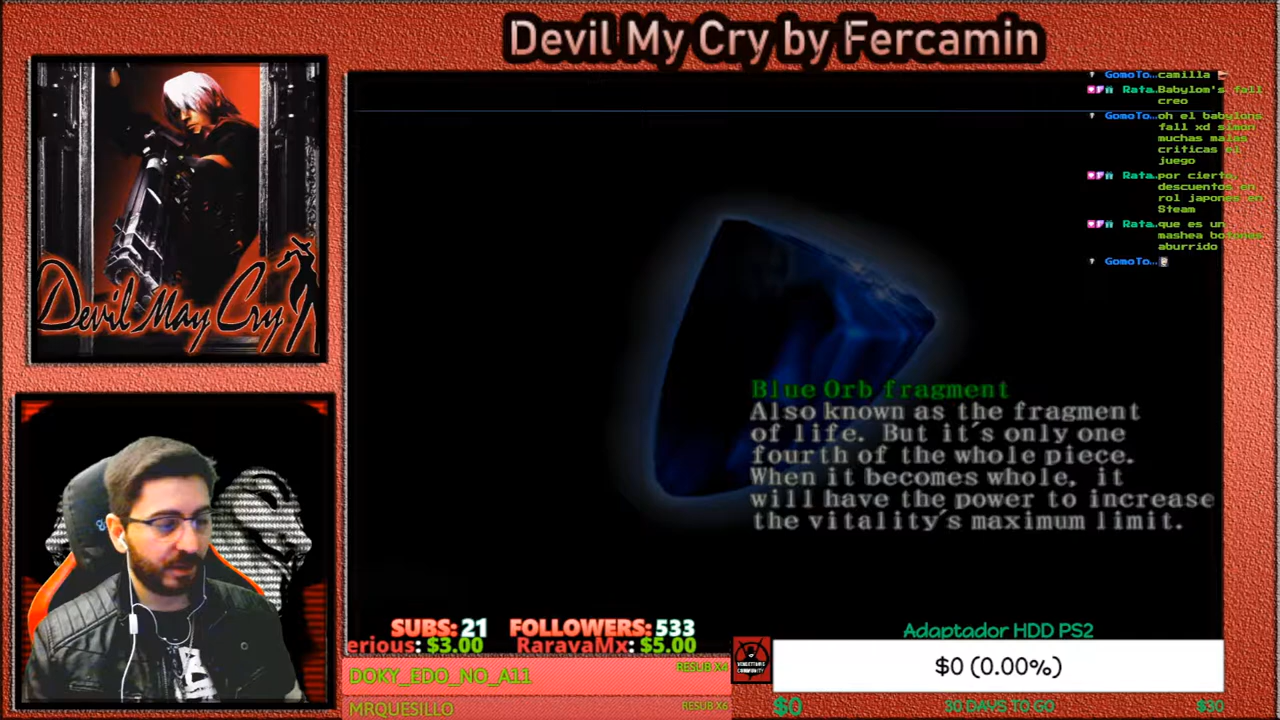 Devil My Cry by Fercamin
GomoTo… camilla
Rata… Babylom's fall
creo
GomoTo… oh el babylons
fall xd simon
muchas malas
criticas el
juego
Rata… por cierto,
descuentos en
rol japones en
Steam
Rata… que es un
mashea botones
aburrido
GomoTo…
Devil May Cry
Blue Orb fragment
Also known as the fragment
of life. But it's only one
fourth of the whole piece.
When it becomes whole, it
will have the power to increase
the vitality's maximum limit.
SUBS: 21 FOLLOWERS: 533
erious: $3.00 RaravaMx: $5.00
DOKY_EDO_NO_A11 RESUB X6
MRQUESILLO RESUB X6
Adaptador HDD PS2
$0 (0.00%)
$0 30 DAYS TO GO $30